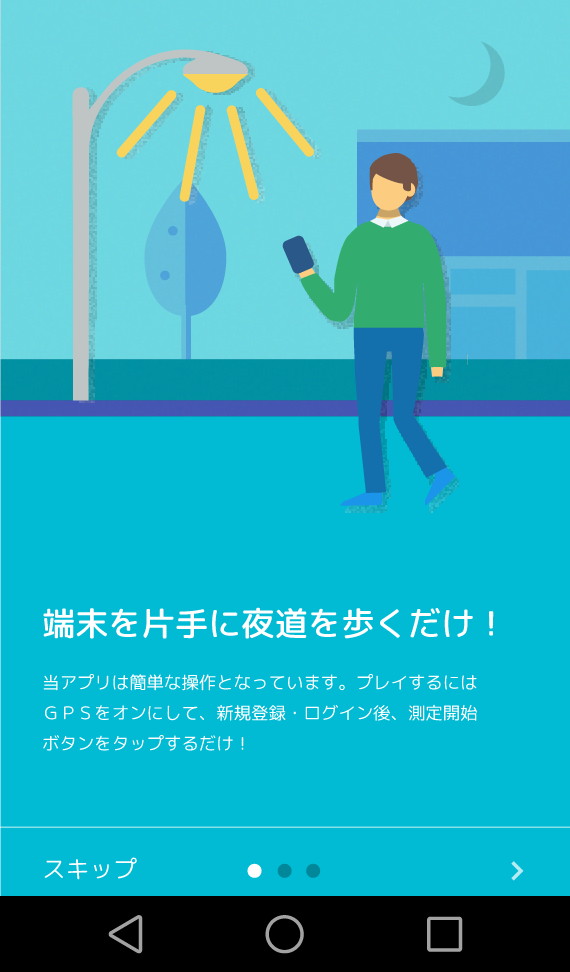 端末を片手に夜道を歩くだけ！
当アプリは簡単な操作となっています。プレイするには
ＧＰＳをオンにして、新規登録・ログイン後、測定開始
ボタンをタップするだけ！
スキップ